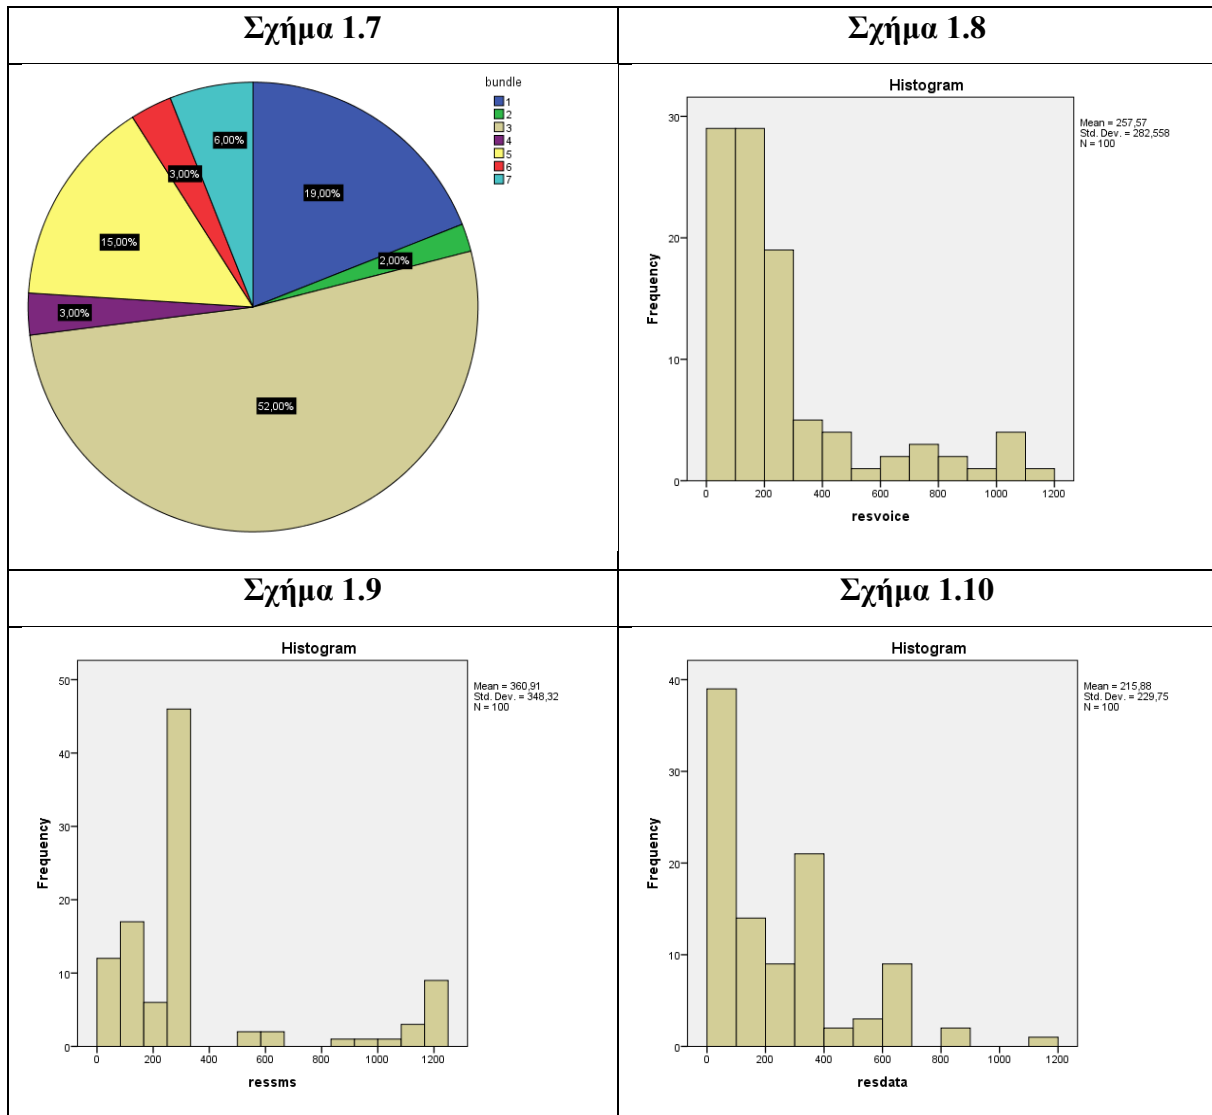 Σχήμα 1.7
Σχήμα 1.8
bundle
1
2
3
4
5
6
7
6,00%
3,00%
19,00%
15,00%
2,00%
3,00%
52,00%
Histogram
Mean = 257,57
Std. Dev. = 282,558
N = 100
Frequency
30
20
10
0
0 200 400 600 800 1000 1200
resvoice
Σχήμα 1.9
Σχήμα 1.10
Histogram
Mean = 360,91
Std. Dev. = 348,32
N = 100
Frequency
50
40
30
20
10
0
0 200 400 600 800 1000 1200
ressms
Histogram
Mean = 215,88
Std. Dev. = 229,75
N = 100
Frequency
40
30
20
10
0
0 200 400 600 800 1000 1200
resdata